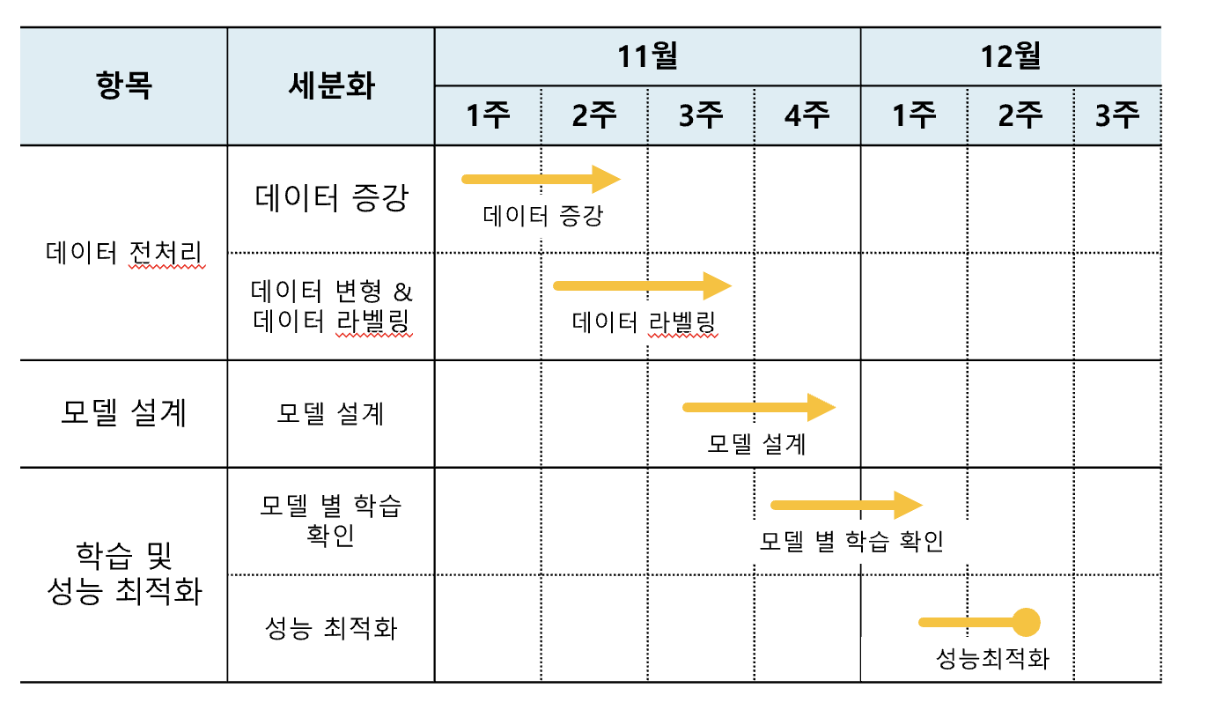 항목
세분화
11월
12월
1주
2주
3주
4주
1주
2주
3주
데이터 전처리
데이터 증강
데이터 증강
데이터 변형 &
데이터 라벨링
데이터 라벨링
모델 설계
모델 설계
모델 설계
학습 및
성능 최적화
모델 별 학습
확인
모델 별 학습 확인
성능 최적화
성능최적화